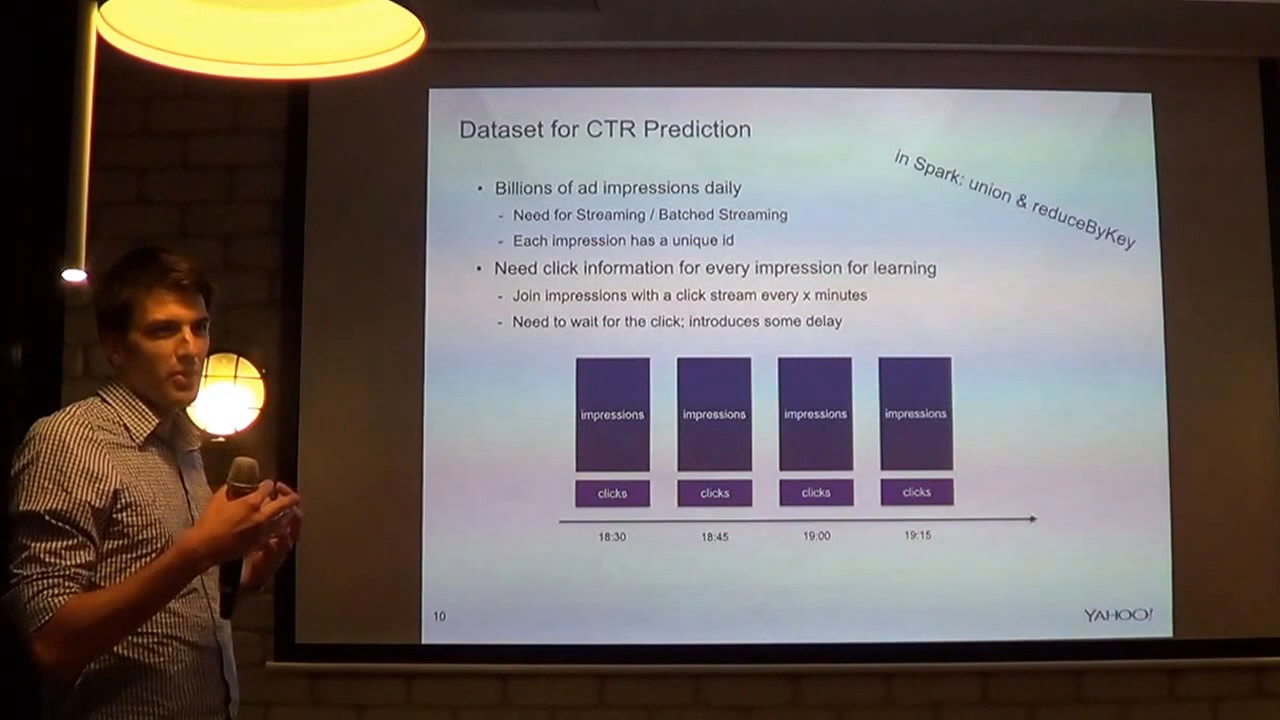 Dataset for CTR Prediction
in Spark: union & reduceByKey
• Billions of ad impressions daily
- Need for Streaming / Batched Streaming
- Each impression has a unique id
• Need click information for every impression for learning
- Join impressions with a click stream every x minutes
- Need to wait for the click; introduces some delay
impressions impressions impressions impressions
clicks clicks clicks clicks
18:30 18:45 19:00 19:15
10
YAHOO!